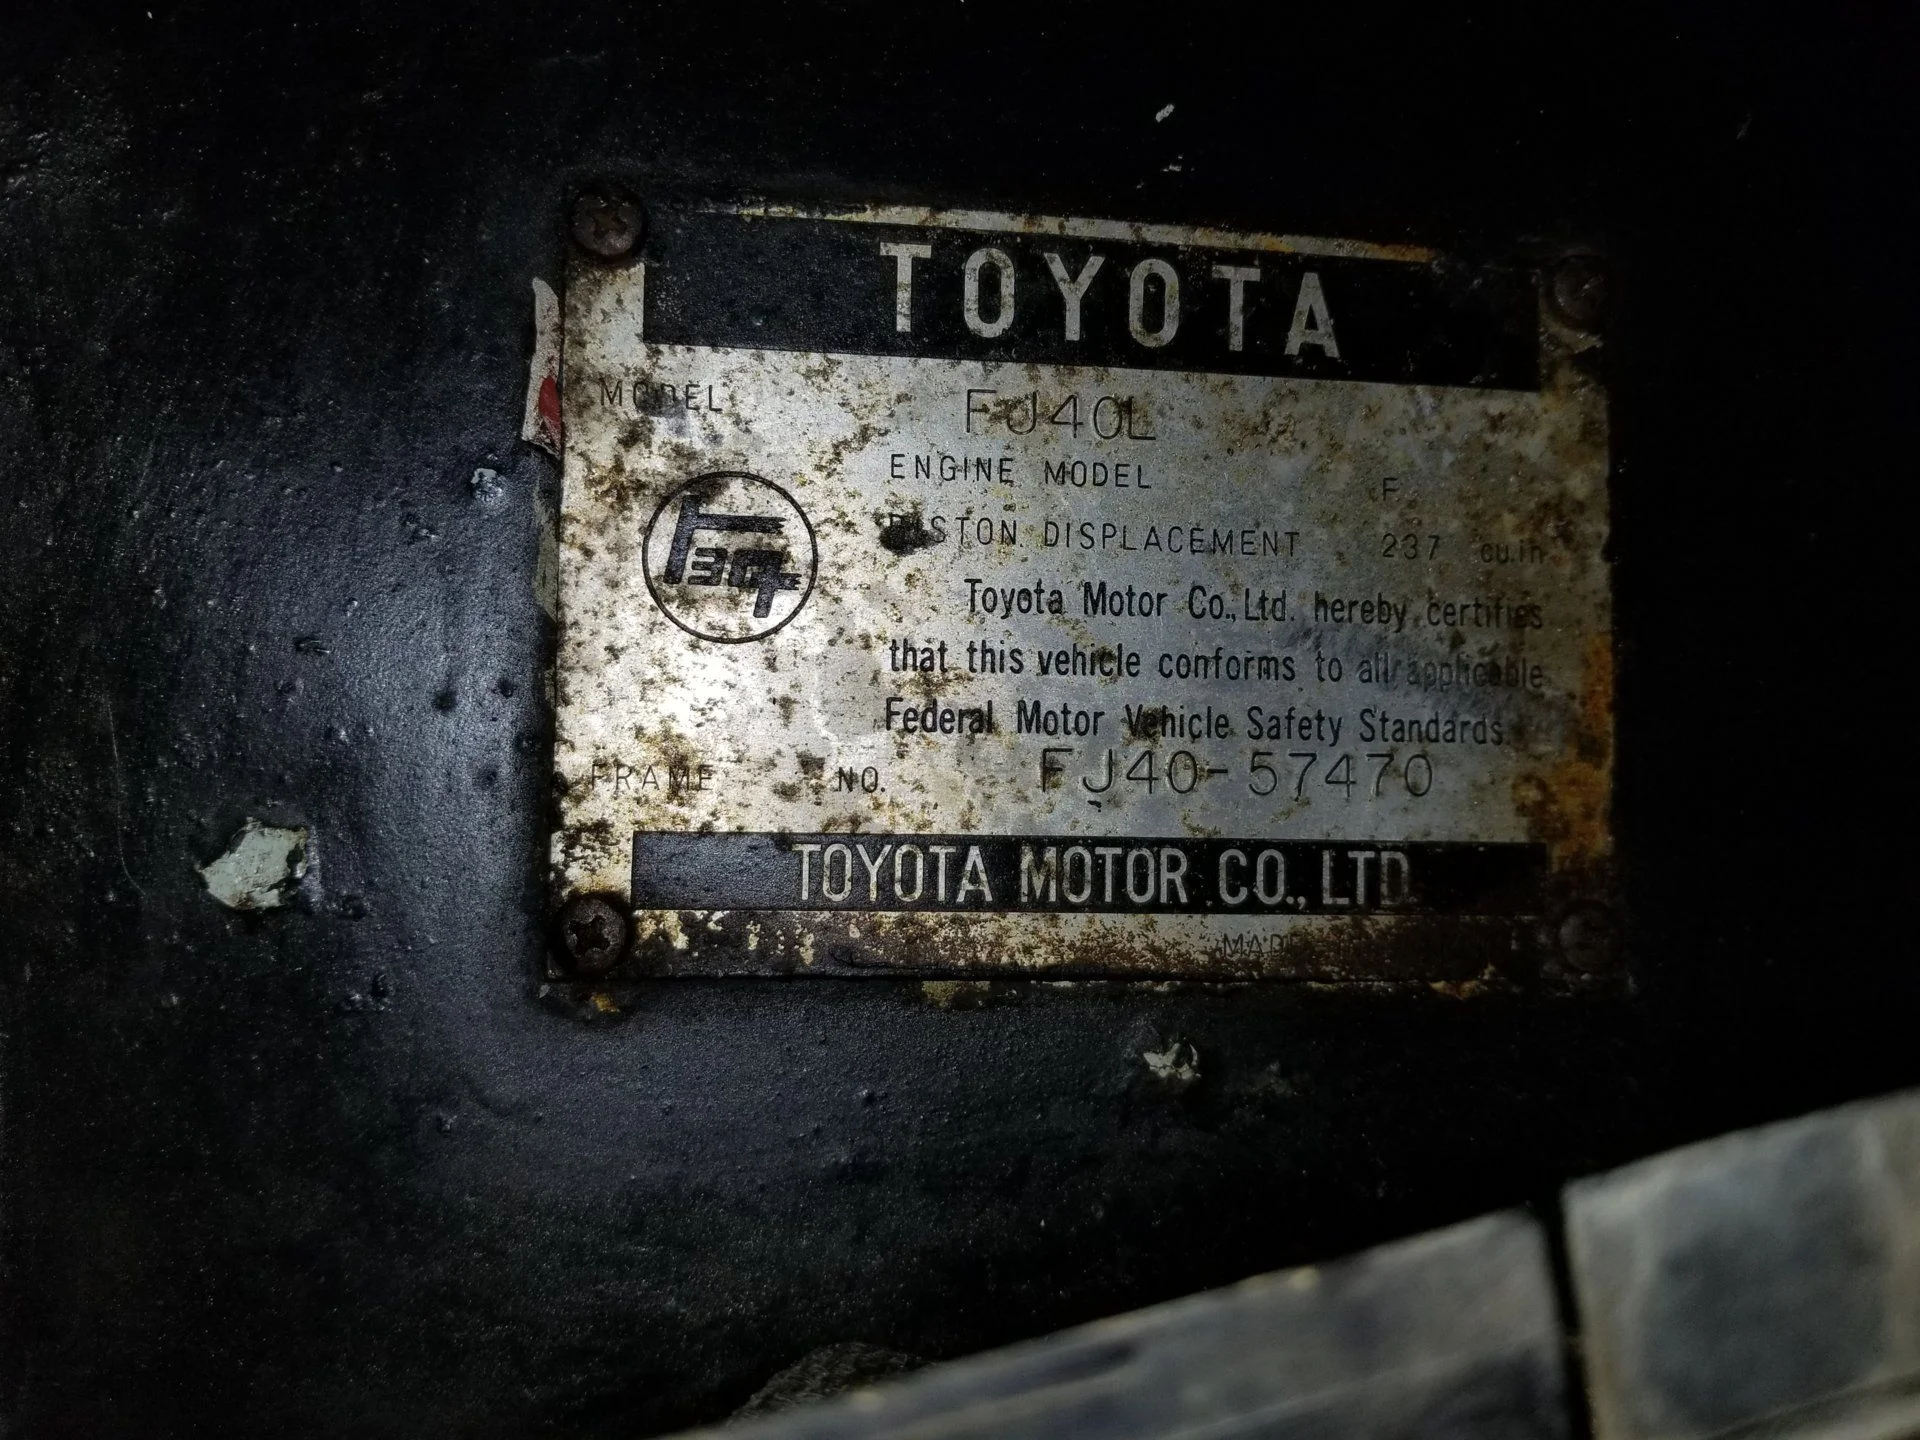 TOYOTA
MODEL FJ40L
ENGINE MODEL F
PISTON DISPLACEMENT 237 cu.in
Toyota Motor Co., Ltd. hereby certifies
that this vehicle conforms to all applicable
Federal Motor Vehicle Safety Standards.
FRAME NO. FJ40-57470
TOYOTA MOTOR CO., LTD.
MADE